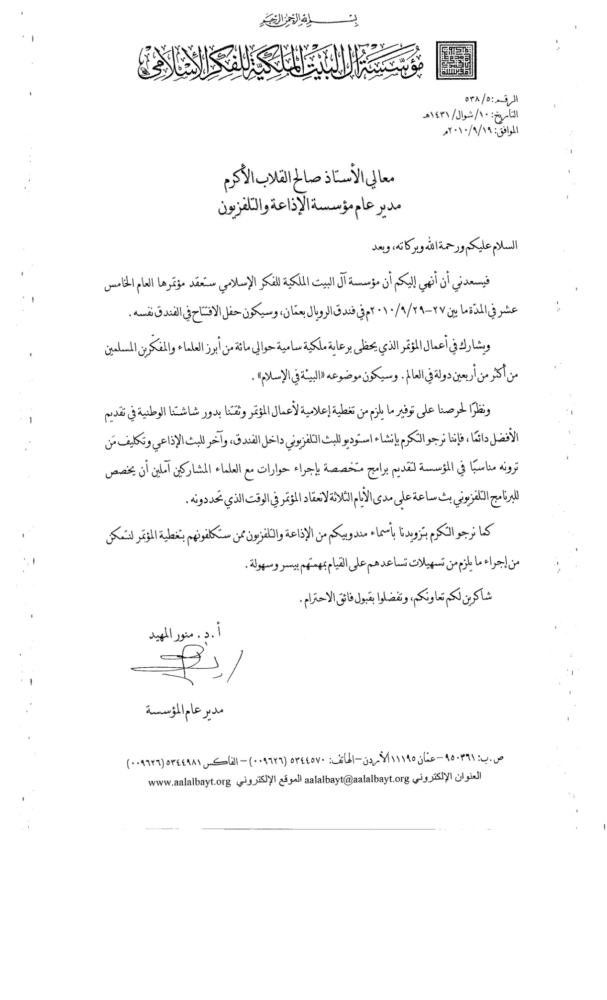 بسم الله الرحمن الرحيم
مؤسسة آل البيت الملكية للفكر الإسلامي
الرقم: ٥٣٨/٥
التاريخ: ١٠/شوال/١٤٣١هـ
الموافق: ٢٠١٠/٩/١٩م
معالي الأستاذ صالح القلاب الأكرم
مدير عام مؤسسة الإذاعة والتلفزيون
السلام عليكم ورحمة الله وبركاته، وبعد
فيسعدني أن أنهي إليكم أن مؤسسة آل البيت الملكية للفكر الإسلامي ستعقد مؤتمرها العام الخامس
عشر في المدّة ما بين ٢٧-٢٠١٠/٩/٢٩م في فندق الرويال بعمّان، وسيكون حفل الافتتاح في الفندق نفسه.
ويشارك في أعمال المؤتمر الذي يحظى برعاية ملكية سامية حوالي مائة من أبرز العلماء والمفكّرين المسلمين
من أكثر من أربعين دولة في العالم. وسيكون موضوعه «البيئة في الإسلام».
ونظرًا لحرصنا على توفير ما يلزم من تغطية إعلامية لأعمال المؤتمر وثقتنا بدور شاشتنا الوطنية في تقديم
الأفضل دائمًا، فإننا نرجو التكرم بإنشاء استوديو للبث التلفزيوني داخل الفندق، وآخر للبث الإذاعي وتكليف مَن
ترونه مناسبًا في المؤسسة لتقديم برامج متخصصة بإجراء حوارات مع العلماء المشاركين آملين أن يخصص
للبرنامج التلفزيوني بث ساعة على مدى الأيام الثلاثة لانعقاد المؤتمر في الوقت الذي تحددونه.
كما نرجو التكرم بتزويدنا بأسماء مندوبيكم من الإذاعة والتلفزيون ممن ستكلفونهم بتغطية المؤتمر لنتمكن
من إجراء ما يلزم من تسهيلات تساعدهم على القيام بمهمتهم بيسر وسهولة.
شاكرين لكم تعاونكم، وتفضلوا بقبول فائق الاحترام.
أ.د. منور المهيد
مدير عام المؤسسة
ص.ب: ٩٥٠٣٦١-عمّان ١١١٩٥ الأردن-الهاتف: ٥٣٤٤٥٧٠ (٠٠٩٦٢٦)-الفاكس ٥٣٤٤٩٨١ (٠٠٩٦٢٦)
العنوان الإلكتروني aalalbayt@aalalbayt.org الموقع الإلكتروني www.aalalbayt.org